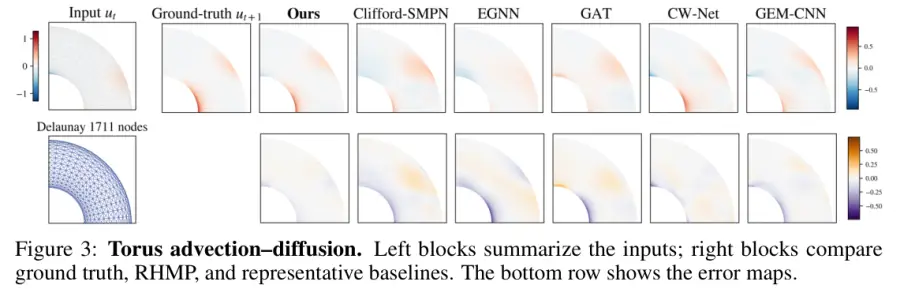 Input u_t Ground-truth u_{t+1} Ours Clifford-SMPN EGNN GAT CW-Net GEM-CNN
1
0
−1
0.5
0.0
−0.5
Delaunay 1711 nodes
0.50
0.25
0.00
−0.25
−0.50
Figure 3: Torus advection–diffusion. Left blocks summarize the inputs; right blocks compare
ground truth, RHMP, and representative baselines. The bottom row shows the error maps.